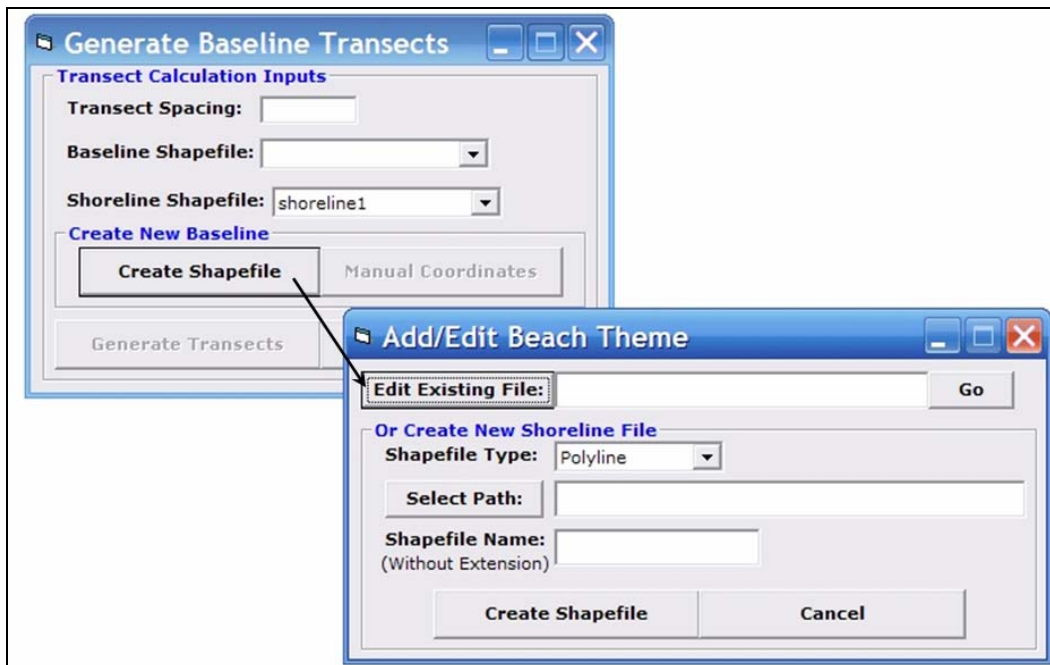 Generate Baseline Transects
Transect Calculation Inputs
Transect Spacing:
Baseline Shapefile:
Shoreline Shapefile: shoreline1
Create New Baseline
Create Shapefile Manual Coordinates
Generate Transects
Add/Edit Beach Theme
Edit Existing File: Go
Or Create New Shoreline File
Shapefile Type: Polyline
Select Path:
Shapefile Name:
(Without Extension)
Create Shapefile Cancel